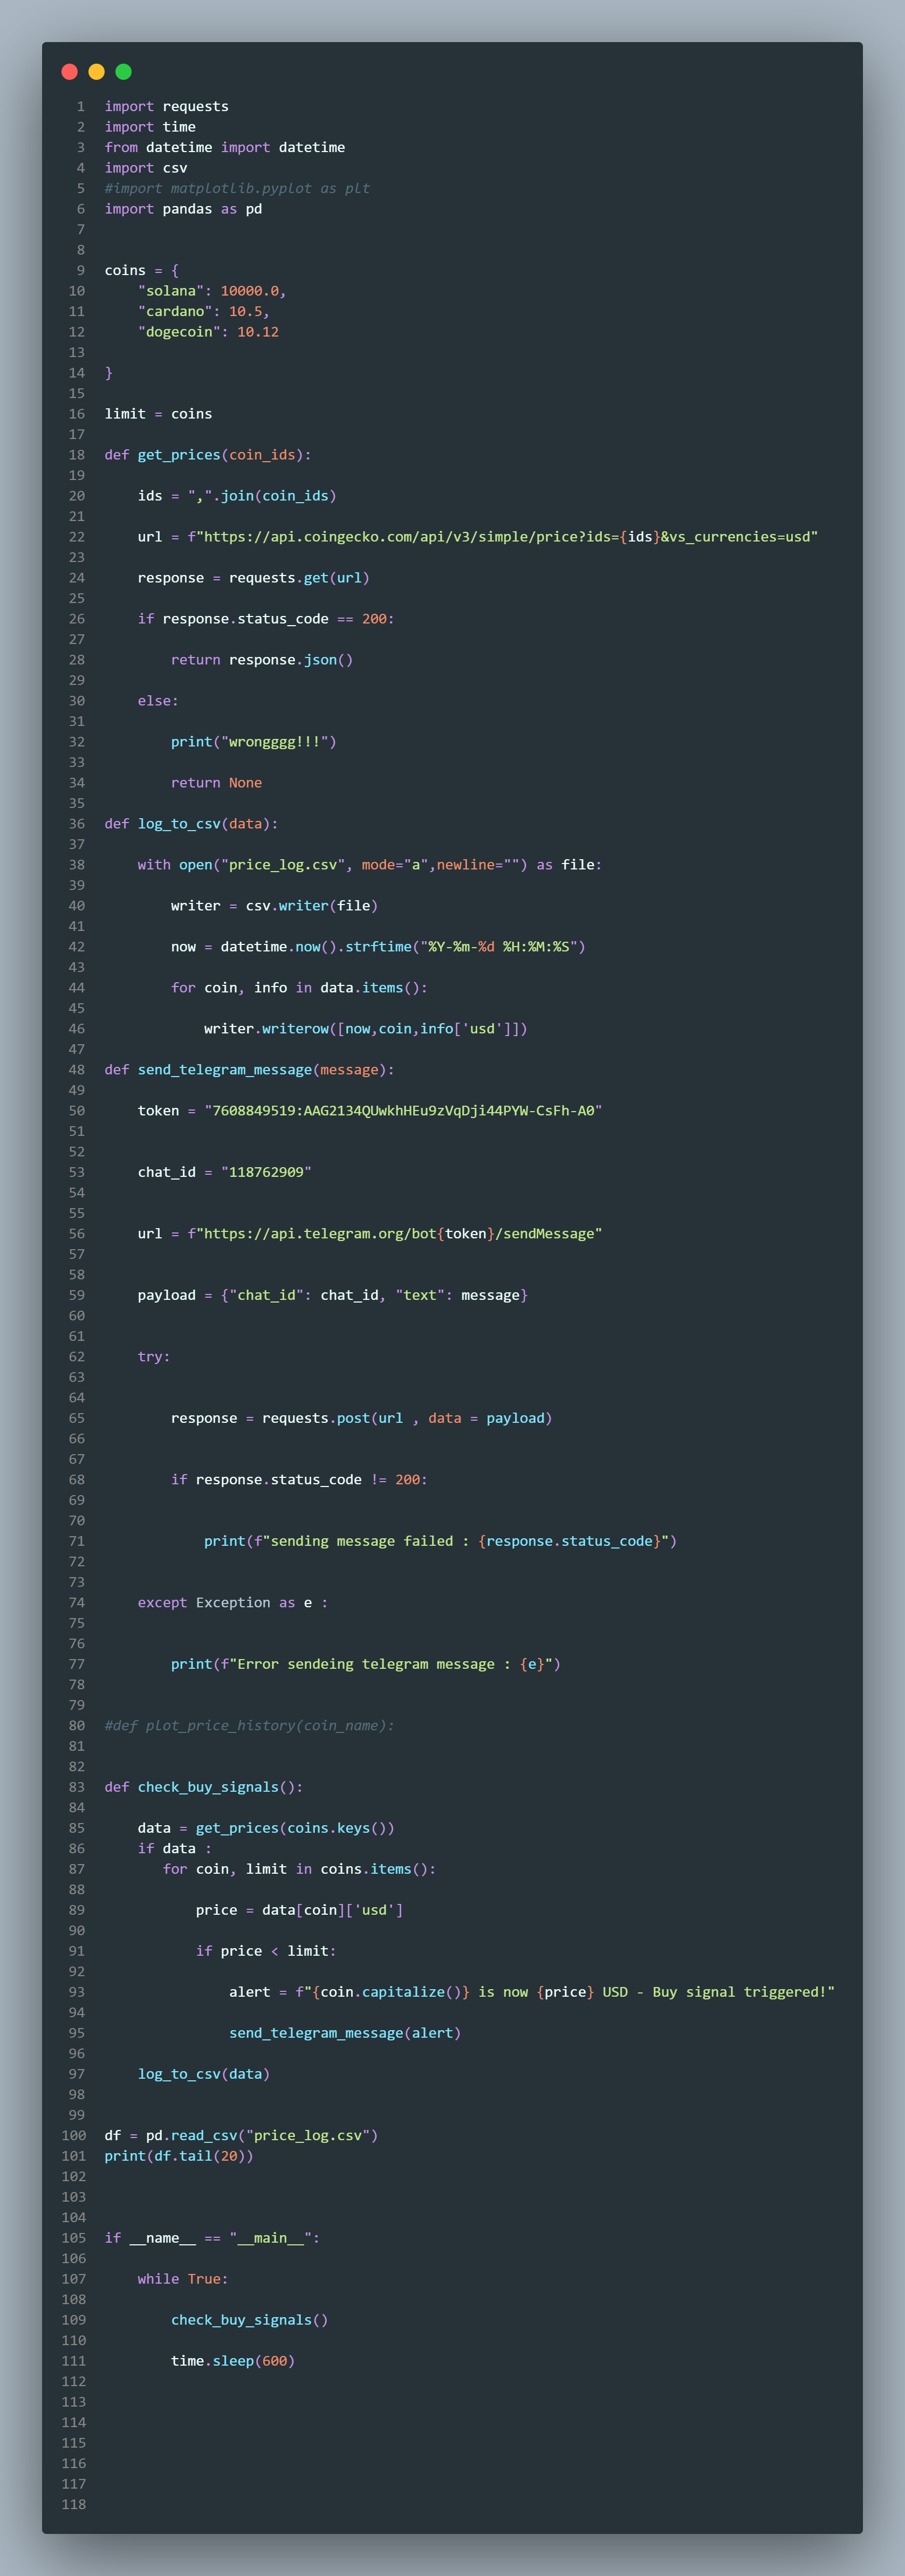 1 import requests
2 import time
3 from datetime import datetime
4 import csv
5 #import matplotlib.pyplot as plt
6 import pandas as pd
7
8
9 coins = {
10     "solana": 10000.0,
11     "cardano": 10.5,
12     "dogecoin": 10.12
13
14 }
15
16 limit = coins
17
18 def get_prices(coin_ids):
19
20     ids = ",".join(coin_ids)
21
22     url = f"https://api.coingecko.com/api/v3/simple/price?ids={ids}&vs_currencies=usd"
23
24     response = requests.get(url)
25
26     if response.status_code == 200:
27
28         return response.json()
29
30     else:
31
32         print("wrongggg!!!")
33
34         return None
35
36 def log_to_csv(data):
37
38     with open("price_log.csv", mode="a",newline="") as file:
39
40         writer = csv.writer(file)
41
42         now = datetime.now().strftime("%Y-%m-%d %H:%M:%S")
43
44         for coin, info in data.items():
45
46             writer.writerow([now,coin,info['usd']])
47
48 def send_telegram_message(message):
49
50     token = "7608849519:AAG2134QUwkhHEu9zVqDji44PYW-CsFh-A0"
51
52
53     chat_id = "118762909"
54
55
56     url = f"https://api.telegram.org/bot{token}/sendMessage"
57
58
59     payload = {"chat_id": chat_id, "text": message}
60
61
62     try:
63
64
65         response = requests.post(url , data = payload)
66
67
68         if response.status_code != 200:
69
70
71             print(f"sending message failed : {response.status_code}")
72
73
74     except Exception as e :
75
76
77         print(f"Error sendeing telegram message : {e}")
78
79
80 #def plot_price_history(coin_name):
81
82
83 def check_buy_signals():
84
85     data = get_prices(coins.keys())
86     if data :
87        for coin, limit in coins.items():
88
89            price = data[coin]['usd']
90
91            if price < limit:
92
93                alert = f"{coin.capitalize()} is now {price} USD - Buy signal triggered!"
94
95                send_telegram_message(alert)
96
97     log_to_csv(data)
98
99
100 df = pd.read_csv("price_log.csv")
101 print(df.tail(20))
102
103
104
105 if __name__ == "__main__":
106
107     while True:
108
109         check_buy_signals()
110
111         time.sleep(600)
112
113
114
115
116
117
118